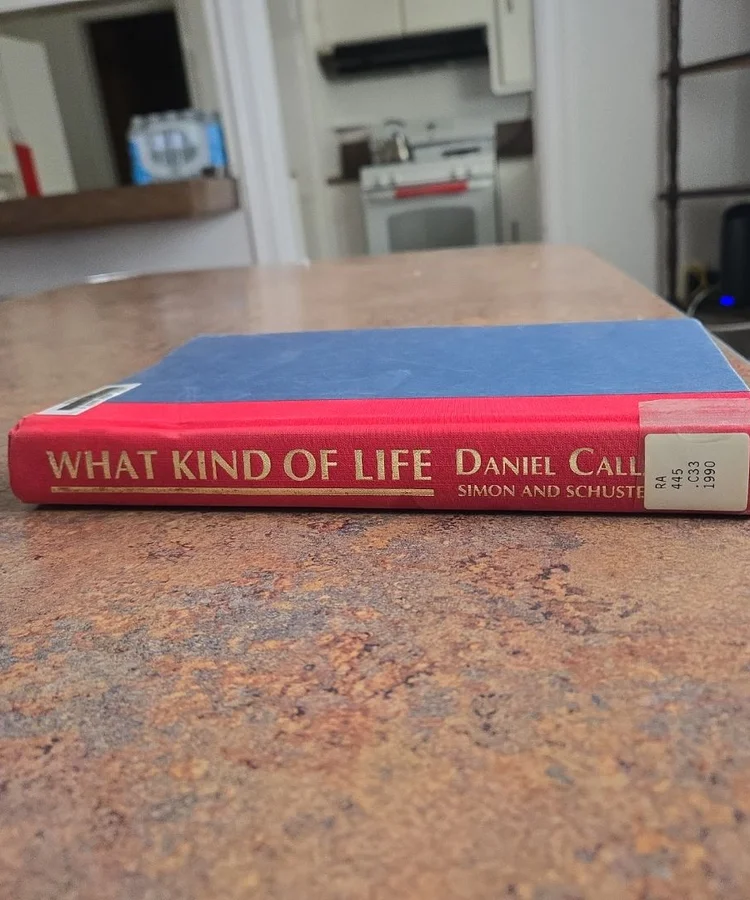 WHAT KIND OF LIFE
DANIEL CALL
SIMON AND SCHUSTE
RA
445
.C33
1990